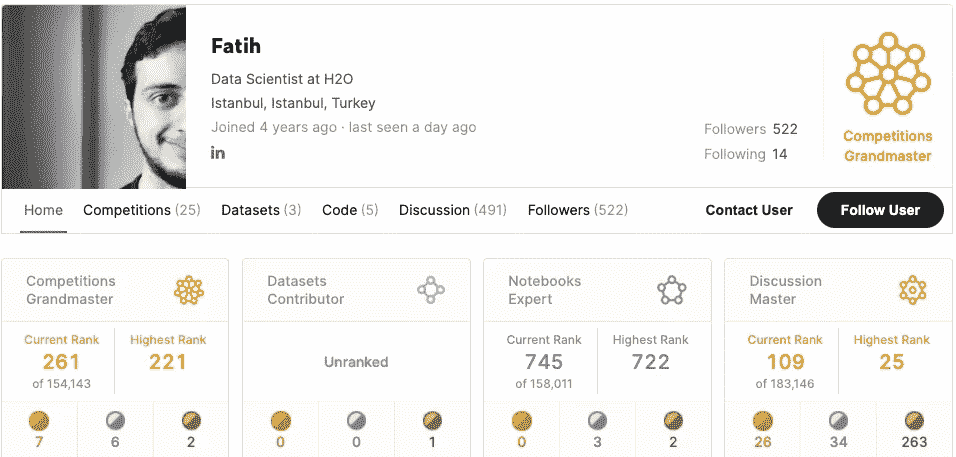 Fatih
Data Scientist at H2O
Istanbul, Istanbul, Turkey
Joined 4 years ago · last seen a day ago
in
Followers 522
Following 14
Competitions
Grandmaster
Home Competitions (25) Datasets (3) Code (5) Discussion (491) Followers (522) Contact User Follow User
Competitions
Grandmaster
Current Rank Highest Rank
261 221
of 154,143
7 6 2
Datasets
Contributor
Unranked
0 0 1
Notebooks
Expert
Current Rank Highest Rank
745 722
of 158,011
0 3 2
Discussion
Master
Current Rank Highest Rank
109 25
of 183,146
26 34 263